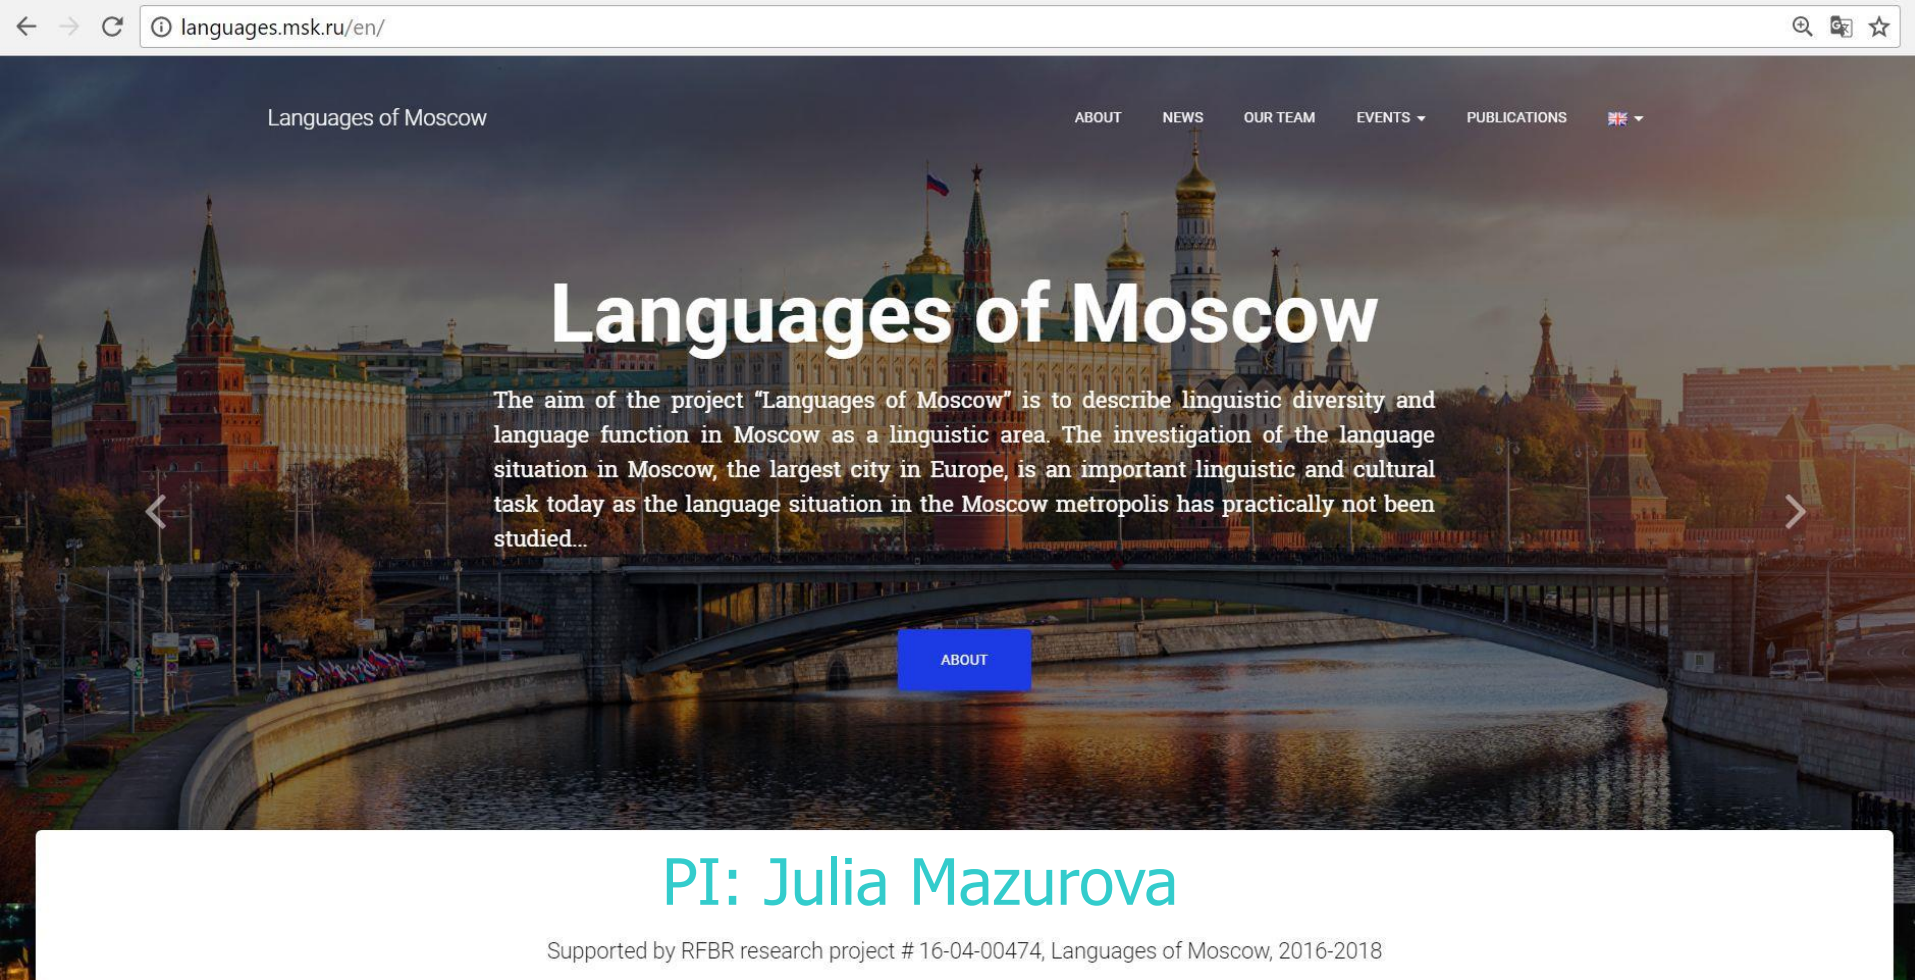 languages.msk.ru/en/
Languages of Moscow
ABOUT NEWS OUR TEAM EVENTS PUBLICATIONS
Languages of Moscow
The aim of the project “Languages of Moscow” is to describe linguistic diversity and
language function in Moscow as a linguistic area. The investigation of the language
situation in Moscow, the largest city in Europe, is an important linguistic and cultural
task today as the language situation in the Moscow metropolis has practically not been
studied...
ABOUT
PI: Julia Mazurova
Supported by RFBR research project # 16-04-00474, Languages of Moscow, 2016-2018